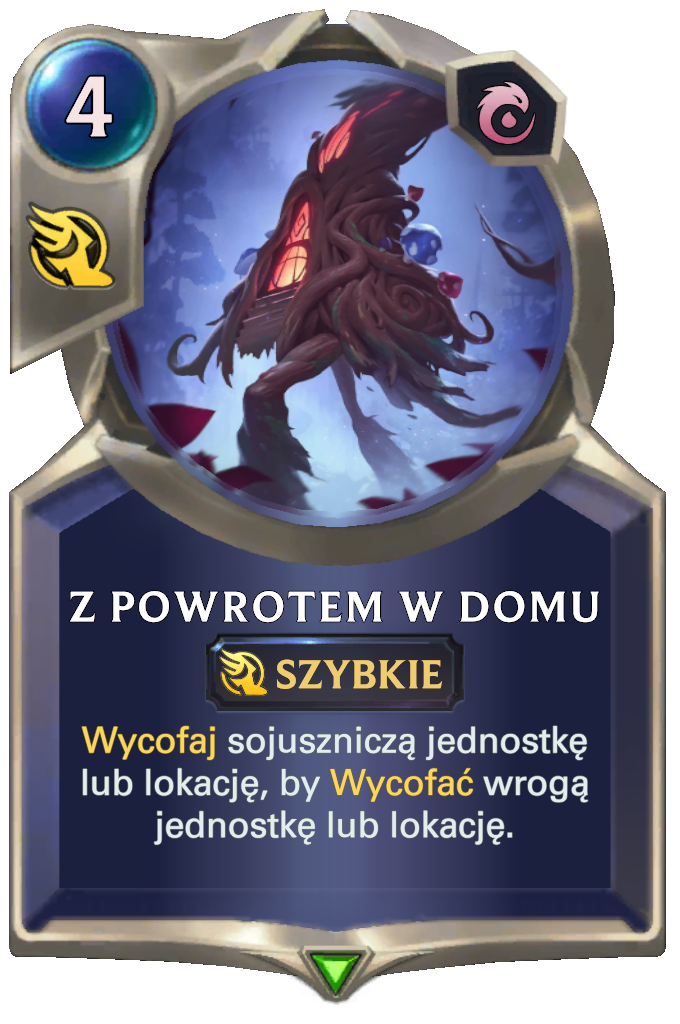 4
Z POWROTEM W DOMU
SZYBKIE
Wycofaj sojuszniczą jednostkę
lub lokację, by Wycofać wrogą
jednostkę lub lokację.